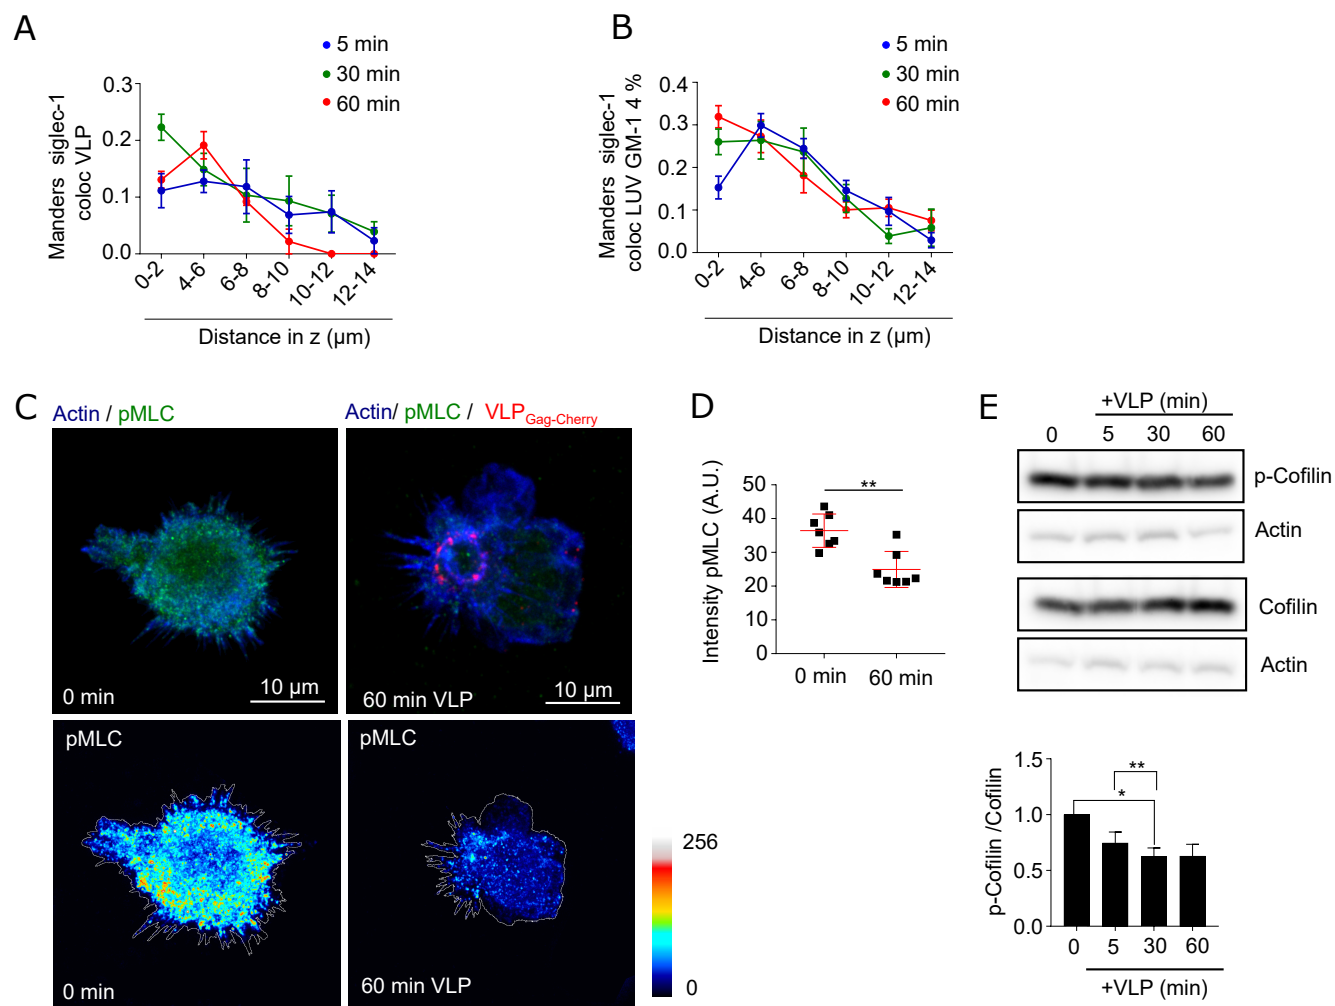 A
5 min
30 min
60 min
Manders siglec-1
coloc VLP
0.3
0.2
0.1
0.0
0-2
4-6
6-8
8-10
10-12
12-14
Distance in z (µm)
B
5 min
30 min
60 min
Manders siglec-1
coloc LUV GM-1 4 %
0.4
0.3
0.2
0.1
0.0
0-2
4-6
6-8
8-10
10-12
12-14
Distance in z (µm)
C
Actin / pMLC
Actin/ pMLC / VLP Gag-Cherry
0 min
10 µm
60 min VLP
10 µm
pMLC
0 min
pMLC
60 min VLP
256
0
D
Intensity pMLC (A.U.)
50
40
30
20
10
0
**
0 min
60 min
E
+VLP (min)
0 5 30 60
p-Cofilin
Actin
Cofilin
Actin
p-Cofilin /Cofilin
1.5
1.0
0.5
0.0
**
*
0 5 30 60
+VLP (min)